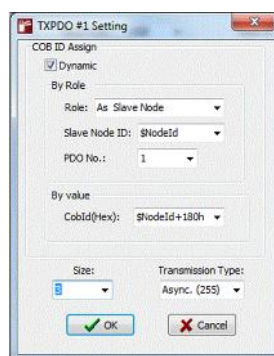 TXPDO #1 Setting
COB ID Assign
Dynamic
By Role
Role: As Slave Node
Slave Node ID: $NodeId
PDO No.: 1
By value
CobId(Hex): $NodeId+180h
Size: Transmission Type:
3 Async. (255)
OK Cancel